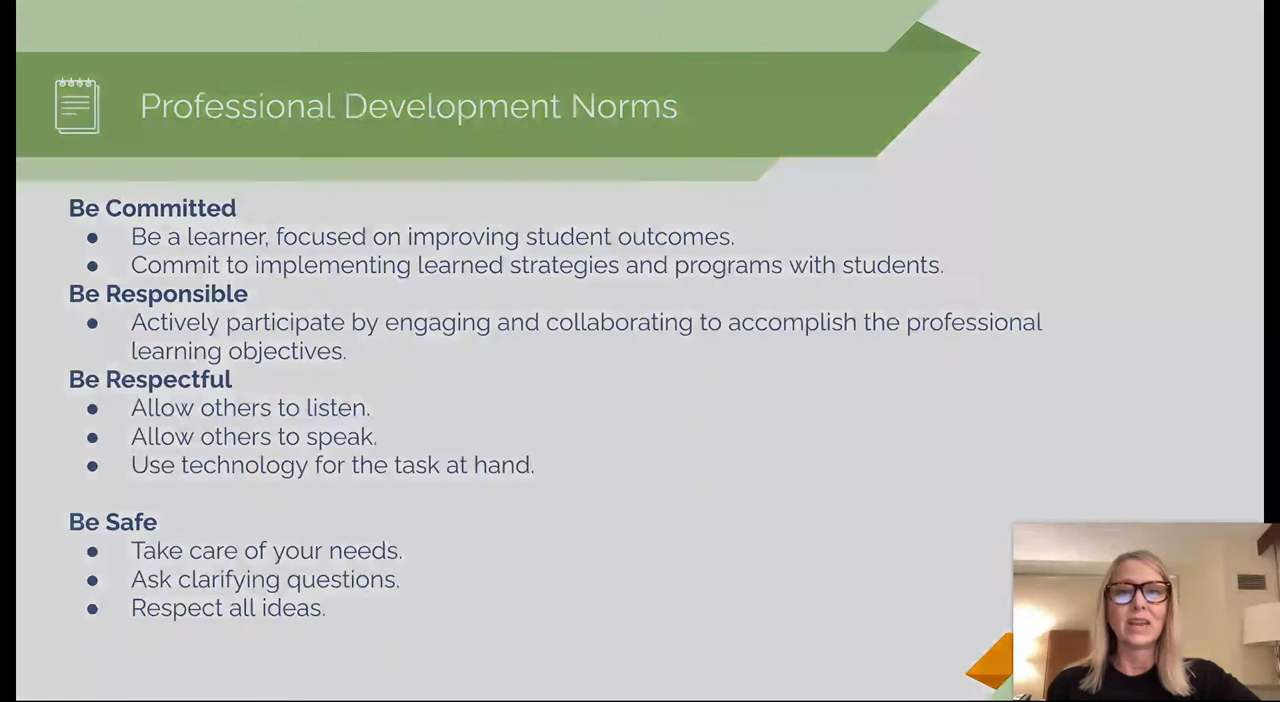 Professional Development Norms
Be Committed
● Be a learner, focused on improving student outcomes.
● Commit to implementing learned strategies and programs with students.
Be Responsible
● Actively participate by engaging and collaborating to accomplish the professional
learning objectives.
Be Respectful
● Allow others to listen.
● Allow others to speak.
● Use technology for the task at hand.
Be Safe
● Take care of your needs.
● Ask clarifying questions.
● Respect all ideas.